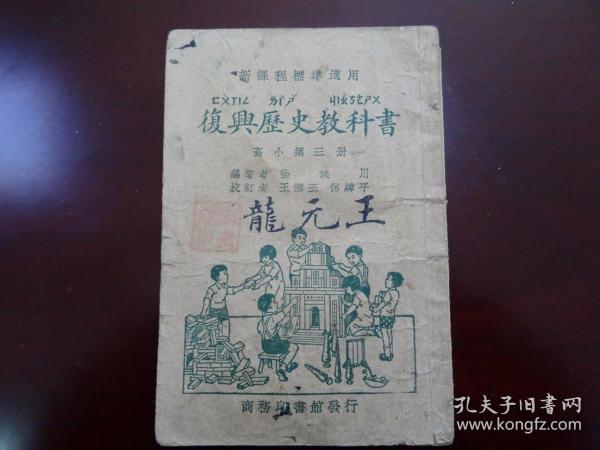 新課程標準適用
ㄈㄨㄒㄧㄥ ㄌㄧㄕ ㄐㄧㄠㄎㄜㄕㄨ
復興歷史教科書
高小第三册
編著者 徐映川
校訂者 王雲五 傅緯平
龍元王
商務印書館發行
孔夫子旧书网
www.kongfz.com